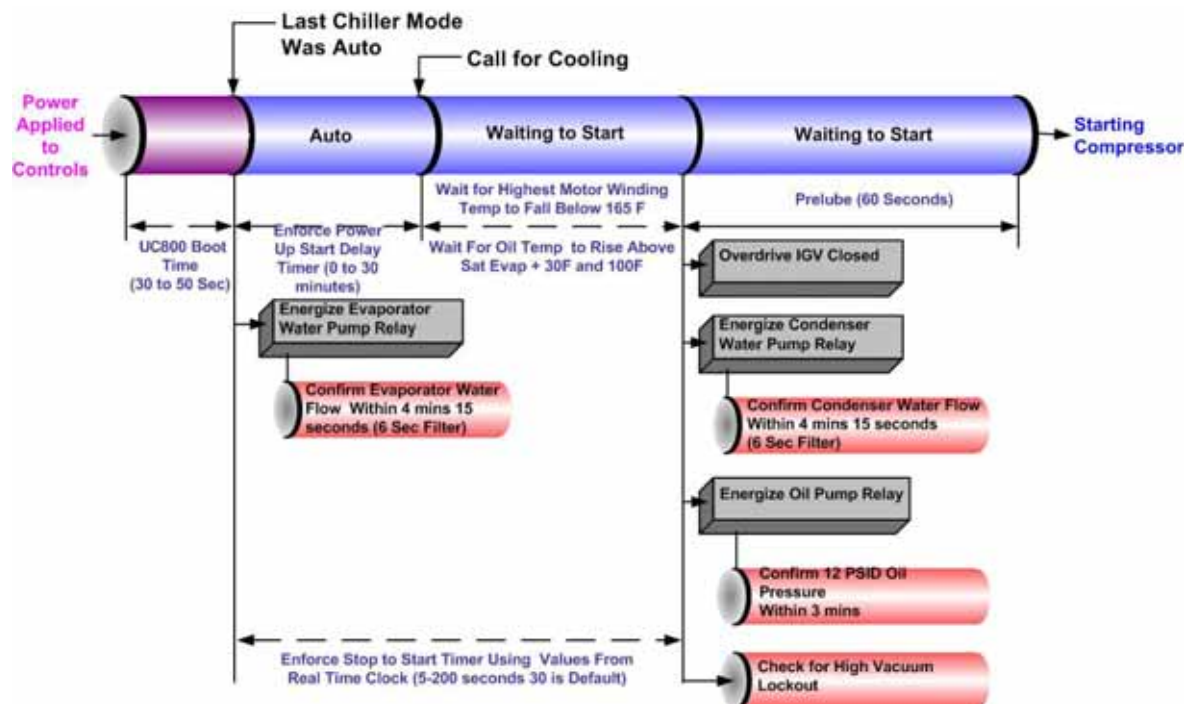 Last Chiller Mode
Was Auto
Call for Cooling
Power
Applied
to
Controls
Auto
Waiting to Start
Waiting to Start
Starting
Compressor
UC800 Boot
Time
(30 to 50 Sec)
Enforce Power
Up Start Delay
Timer (0 to 30
minutes)
Wait for Highest Motor Winding
Temp to Fall Below 165 F
Wait For Oil Temp to Rise Above
Sat Evap + 30F and 100F
Prelube (60 Seconds)
Energize Evaporator
Water Pump Relay
Confirm Evaporator Water
Flow Within 4 mins 15
seconds (6 Sec Filter)
Overdrive IGV Closed
Energize Condenser
Water Pump Relay
Confirm Condenser Water Flow
Within 4 mins 15 seconds
(6 Sec Filter)
Energize Oil Pump Relay
Confirm 12 PSID Oil
Pressure
Within 3 mins
Enforce Stop to Start Timer Using Values From
Real Time Clock (5-200 seconds 30 is Default)
Check for High Vacuum
Lockout